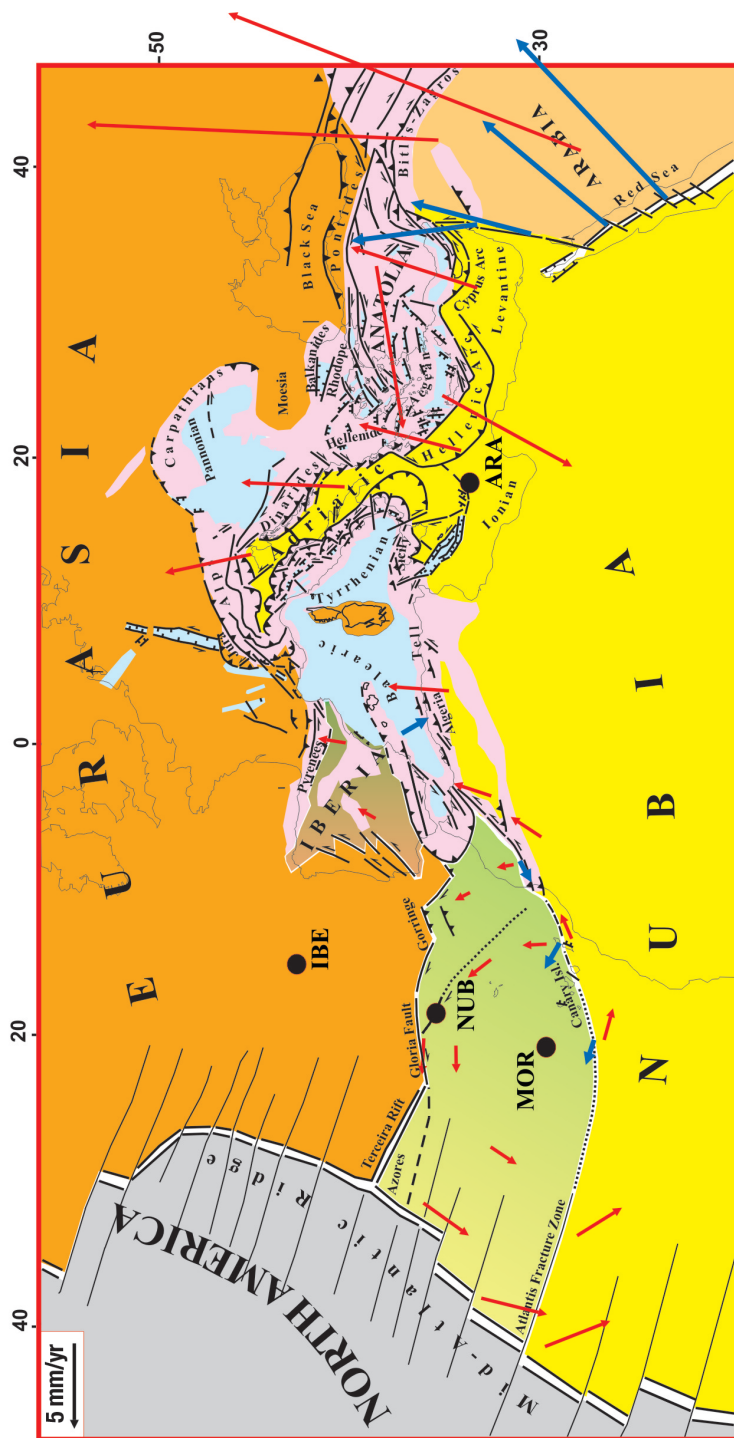 5 mm/yr
40
20
0
20
40
50
30
EURASIA
NORTH AMERICA
Mid-Atlantic Ridge
Terceira Rift
Azores
Gloria Fault
Gorringe
IBE
NUB
MOR
Canary Isl.
Atlantis Fracture Zone
NUBIA
IBERIA
Pyrenees
Jura
Alps
Balearic
Algeria
Tell
Tyrrhenian
Sicily
Adriatic
Dinarides
Pannonian
Carpathians
Moesia
Balkanides
Rhodope
Hellenides
Aegean
Hellenic Arc
Ionian
ARA
Black Sea
Pontides
ANATOLIA
Cyprus Arc
Levantine
Bitlis-Zagros
ARABIA
Red Sea